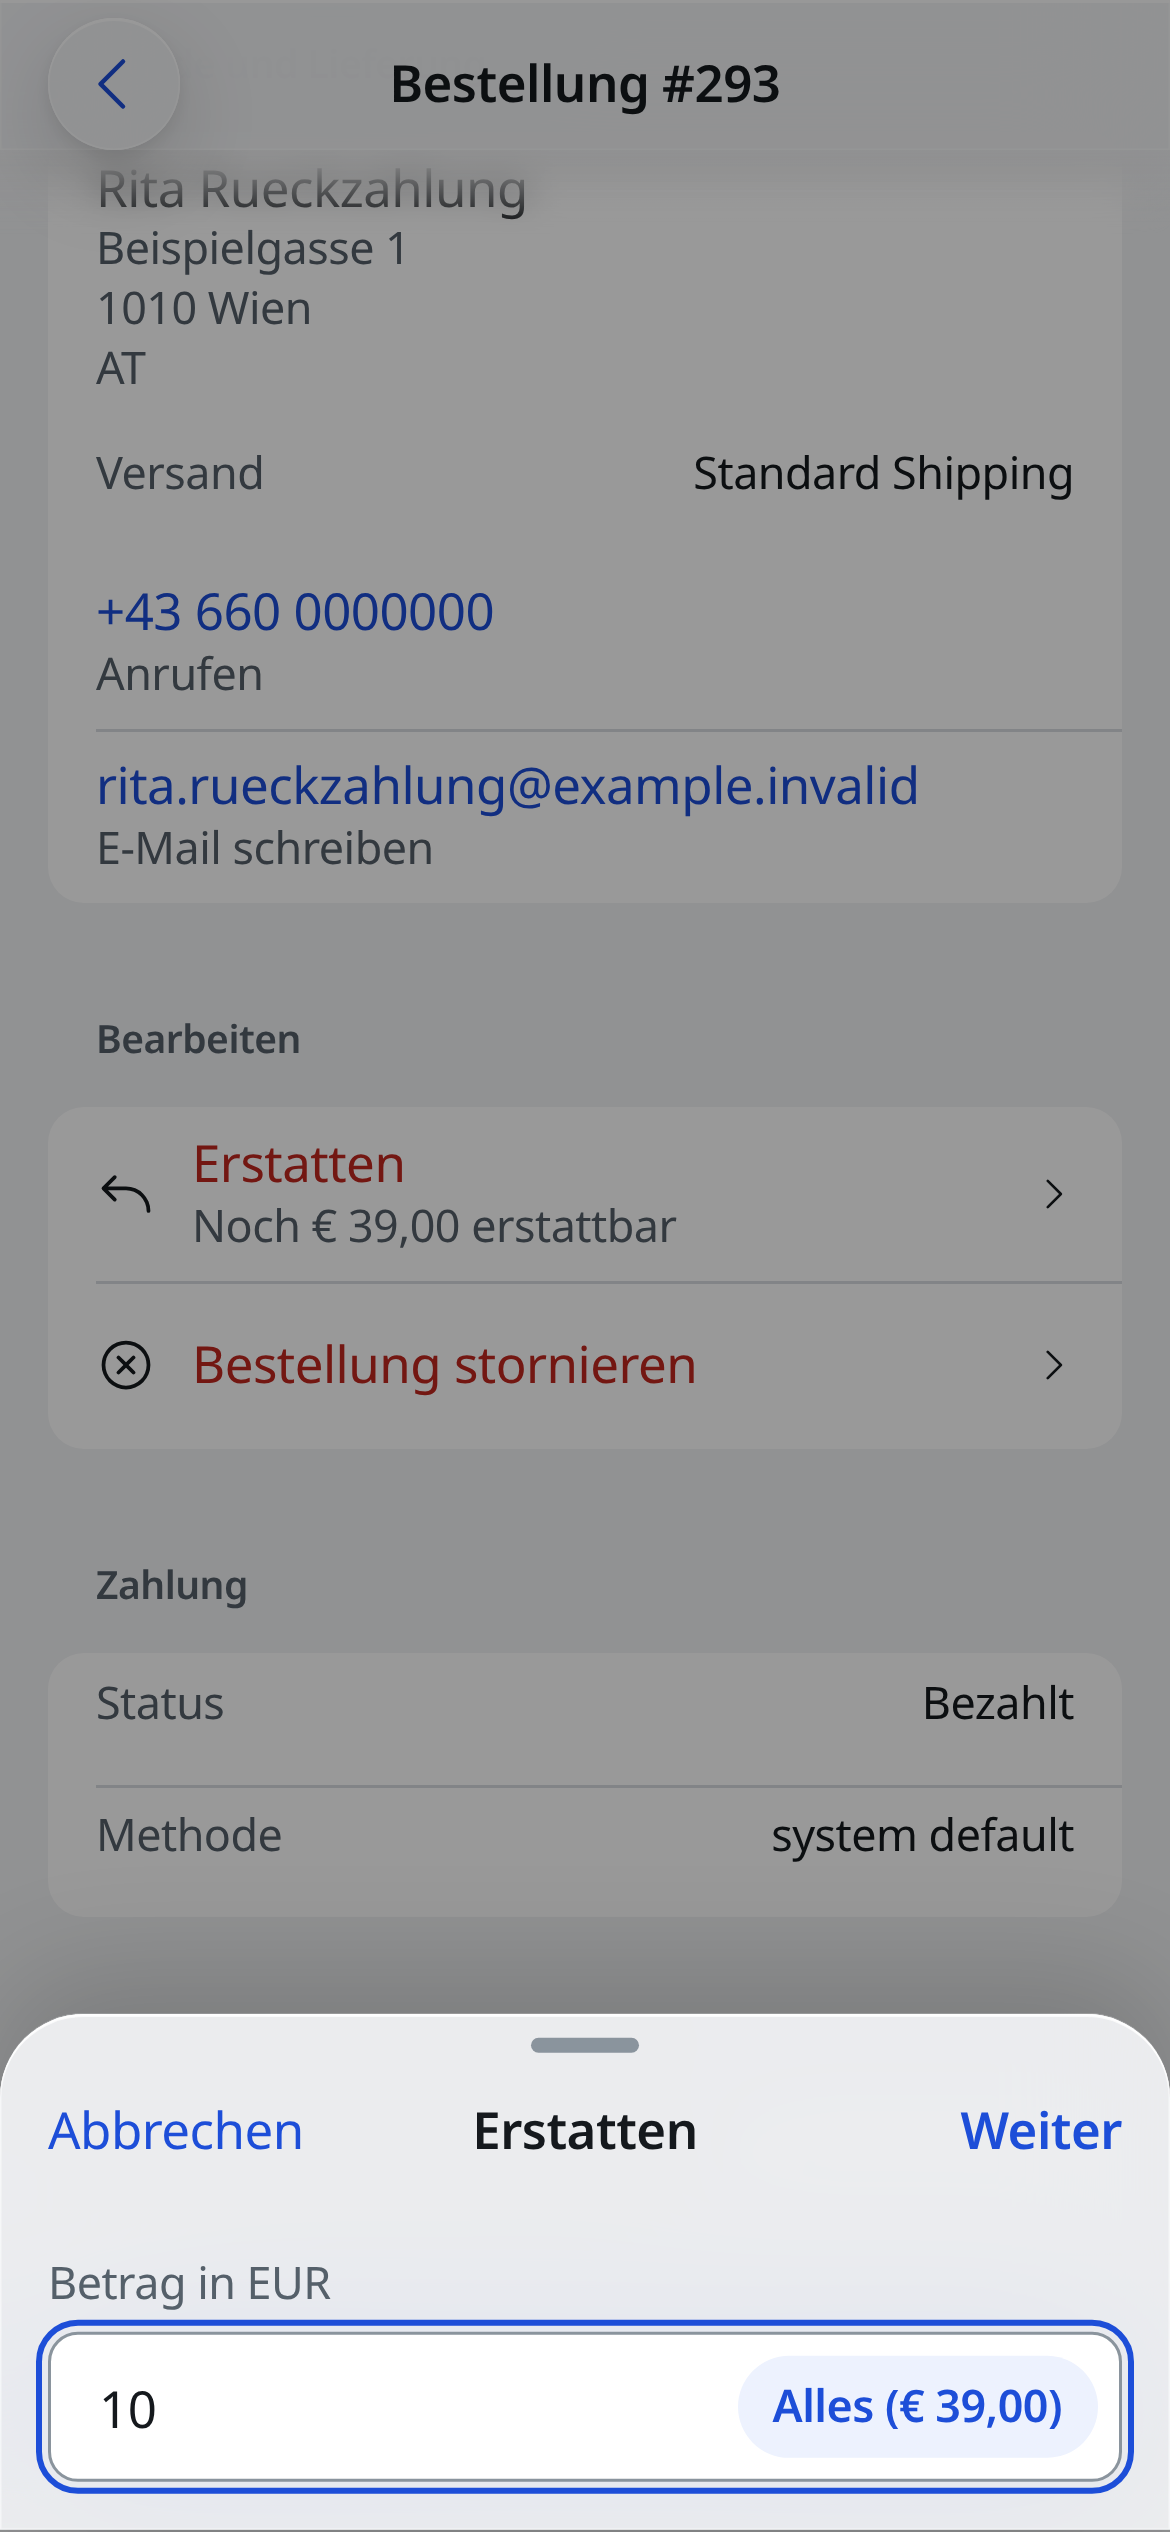 Bestellung #293
Rita Rueckzahlung
Beispielgasse 1
1010 Wien
AT
Versand Standard Shipping
+43 660 0000000
Anrufen
rita.rueckzahlung@example.invalid
E-Mail schreiben
Bearbeiten
Erstatten
Noch € 39,00 erstattbar
Bestellung stornieren
Zahlung
Status Bezahlt
Methode system default
Abbrechen Erstatten Weiter
Betrag in EUR
10 Alles (€ 39,00)